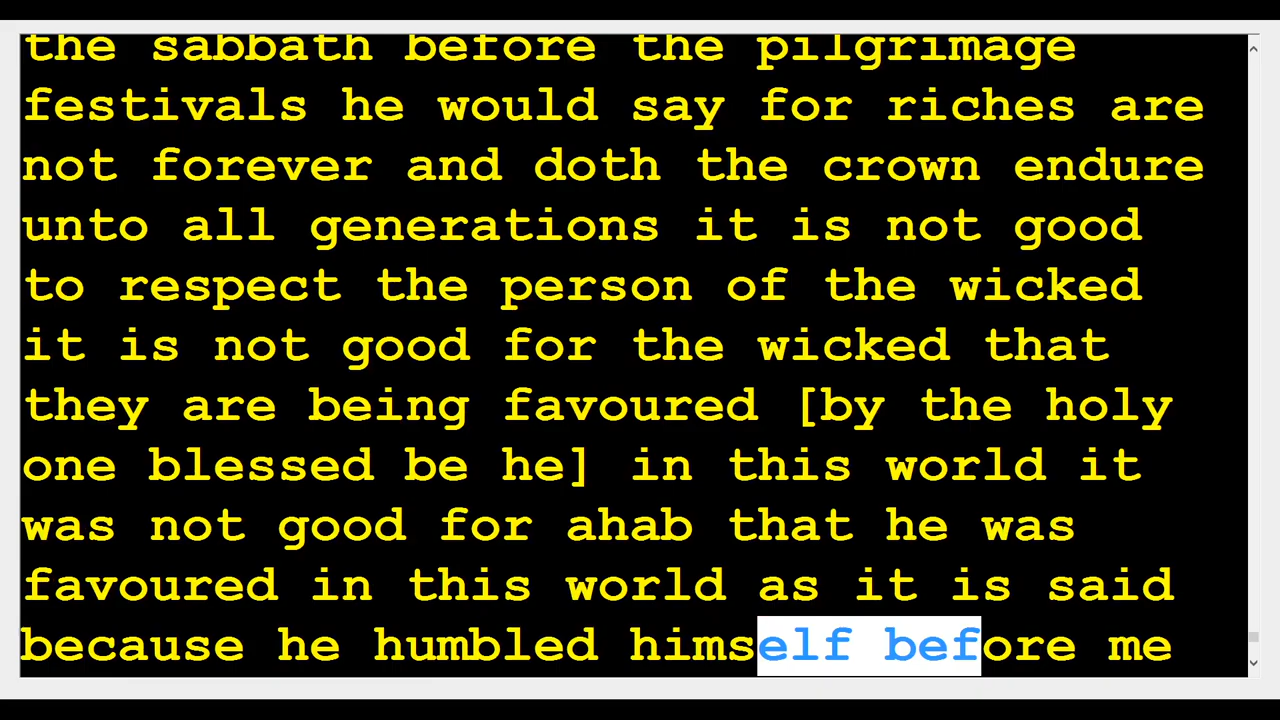 the sabbath before the pilgrimage
festivals he would say for riches are
not forever and doth the crown endure
unto all generations it is not good
to respect the person of the wicked
it is not good for the wicked that
they are being favoured [by the holy
one blessed be he] in this world it
was not good for ahab that he was
favoured in this world as it is said
because he humbled himself before me